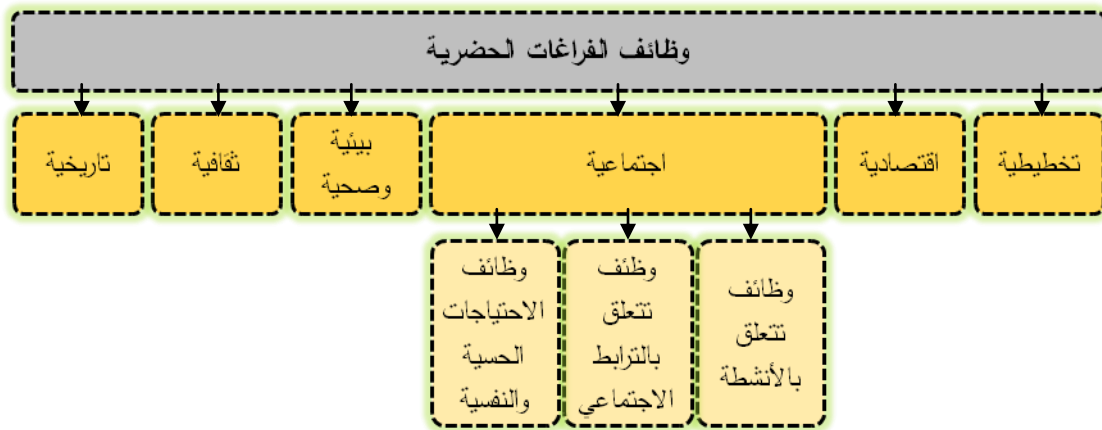 وظائف الفراغات الحضرية
تخطيطية
اقتصادية
اجتماعية
بيئية
وصحية
ثقافية
تاريخية
وظائف
تتعلق
بالأنشطة
وظئف
تتعلق
بالترابط
الاجتماعي
وظائف
الاحتياجات
الحسية
والنفسية